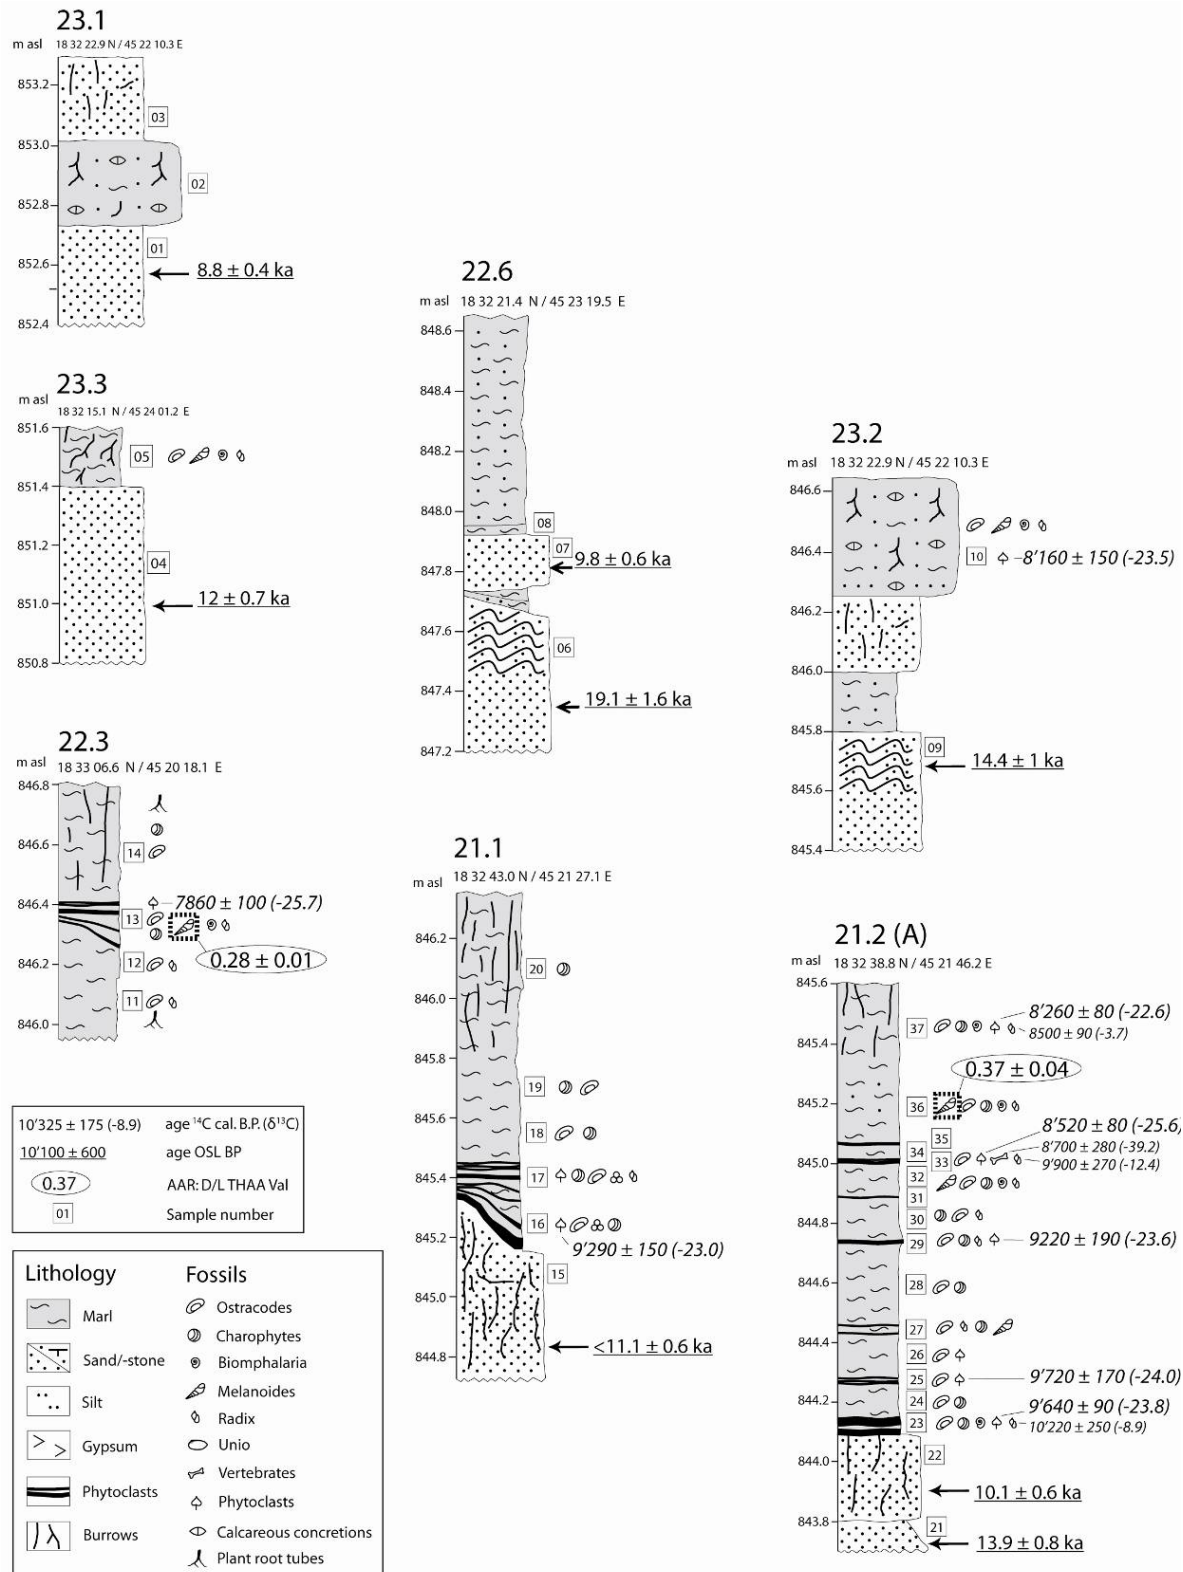 23.1
m asl 18 32 22.9 N / 45 22 10.3 E
853.2
03
853.0
02
852.8
01
852.6
8.8 ± 0.4 ka
852.4
23.3
m asl
18 32 15.1 N / 45 24 01.2 E
851.6
05
851.4
851.2
04
851.0
12 ± 0.7 ka
850.8
22.3
m asl
18 33 06.6 N / 45 20 18.1 E
846.8
846.6
14
846.4
7860 ± 100 (-25.7)
13
0.28 ± 0.01
846.2
12
11
846.0
22.6
m asl 18 32 21.4 N / 45 23 19.5 E
848.6
848.4
848.2
848.0
08
07
9.8 ± 0.6 ka
847.8
847.6
06
847.4
19.1 ± 1.6 ka
847.2
23.2
m asl 18 32 22.9 N / 45 22 10.3 E
846.6
846.4
10
8’160 ± 150 (-23.5)
846.2
846.0
845.8
09
14.4 ± 1 ka
845.6
845.4
21.1
m asl 18 32 43.0 N / 45 21 27.1 E
846.2
20
846.0
845.8
19
845.6
18
845.4
17
16
845.2
9’290 ± 150 (-23.0)
15
845.0
844.8
<11.1 ± 0.6 ka
21.2 (A)
m asl 18 32 38.8 N / 45 21 46.2 E
845.6
8’260 ± 80 (-22.6)
37
8500 ± 90 (-3.7)
845.4
0.37 ± 0.04
845.2
36
8’520 ± 80 (-25.6)
35
34
8’700 ± 280 (-39.2)
845.0
33
9’900 ± 270 (-12.4)
32
31
844.8
30
29
9220 ± 190 (-23.6)
844.6
28
27
844.4
26
25
9’720 ± 170 (-24.0)
844.2
24
9’640 ± 90 (-23.8)
23
10’220 ± 250 (-8.9)
844.0
22
10.1 ± 0.6 ka
843.8
21
13.9 ± 0.8 ka
10’325 ± 175 (-8.9) age ¹⁴C cal. B.P. (δ¹³C)
10’100 ± 600 age OSL BP
0.37 AAR: D/L THAA Val
01 Sample number
Lithology
Marl
Sand/-stone
Silt
Gypsum
Phytoclasts
Burrows
Fossils
Ostracodes
Charophytes
Biomphalaria
Melanoides
Radix
Unio
Vertebrates
Phytoclasts
Calcareous concretions
Plant root tubes